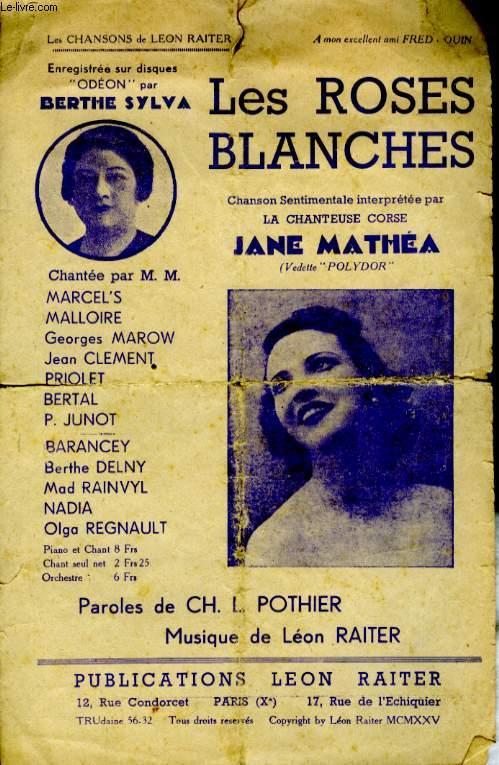 Le-livre.com
Les CHANSONS de LEON RAITER
A mon excellent ami FRED
Enregistrée sur disques
"ODÉON" par
BERTHE SYLVA
Les ROSES
BLANCHES
Chanson Sentimentale interprétée par
LA CHANTEUSE CORSE
JANE MATHÉA
(Vedette "POLYDOR"
Chantée par M. M.
MARCEL'S
MALLOIRE
Georges MAROW
Jean CLEMENT
PRIOLET
BERTAL
P. JUNOT
BARANCEY
Berthe DELNY
Mad RAINVYL
NADIA
Olga REGNAULT
Piano et Chant 8 Frs
Chant seul net 2 Frs 25
Orchestre 6 Frs
Paroles de CH. L. POTHIER
Musique de Léon RAITER
PUBLICATIONS LEON RAITER
12, Rue Condorcet PARIS (Xe) 17, Rue de l'Echiquier
TRUdaine 56-32 Tous droits reservés Copyright by Léon Raiter MCMXXV